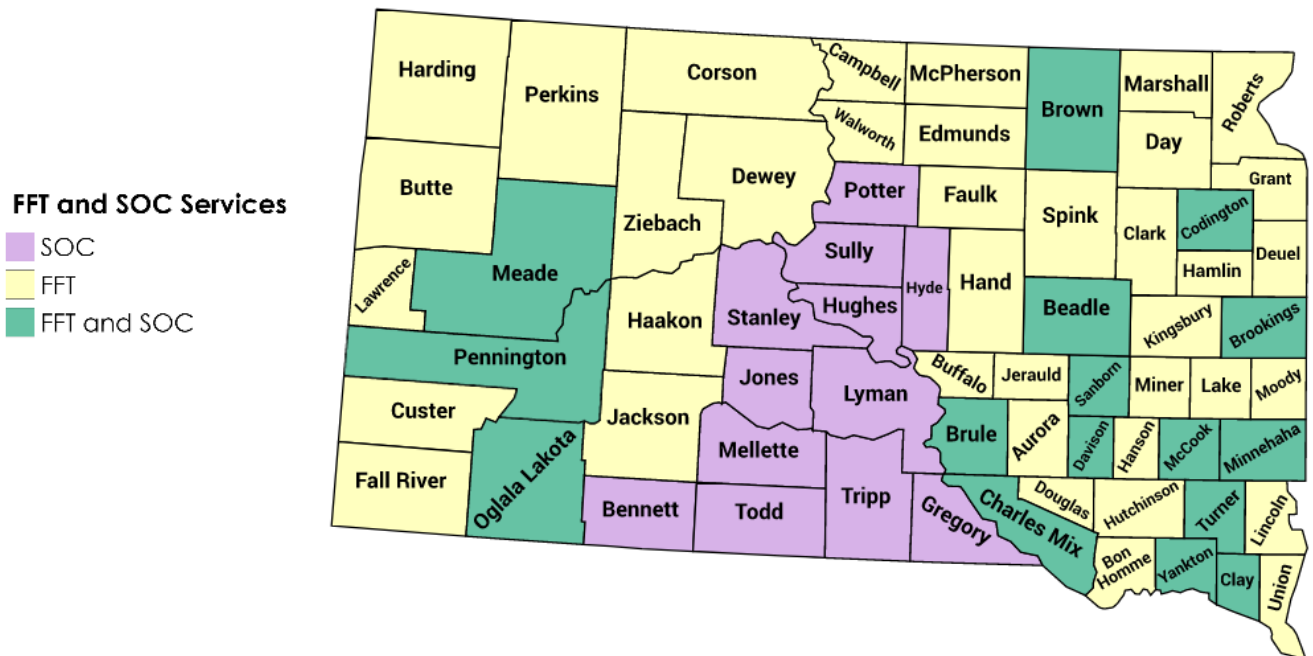 FFT and SOC Services
SOC
FFT
FFT and SOC
Harding
Perkins
Corson
Campbell
McPherson
Brown
Marshall
Roberts
Walworth
Edmunds
Day
Butte
Dewey
Potter
Faulk
Spink
Grant
Ziebach
Clark
Codington
Lawrence
Meade
Sully
Hand
Hamlin
Deuel
Haakon
Stanley
Hughes
Hyde
Beadle
Kingsbury
Brookings
Pennington
Jones
Lyman
Buffalo
Jerauld
Sanborn
Miner
Lake
Moody
Custer
Jackson
Mellette
Brule
Aurora
Davison
Hanson
McCook
Minnehaha
Fall River
Oglala Lakota
Bennett
Todd
Tripp
Gregory
Charles Mix
Douglas
Hutchinson
Turner
Lincoln
Bon
Homme
Yankton
Clay
Union